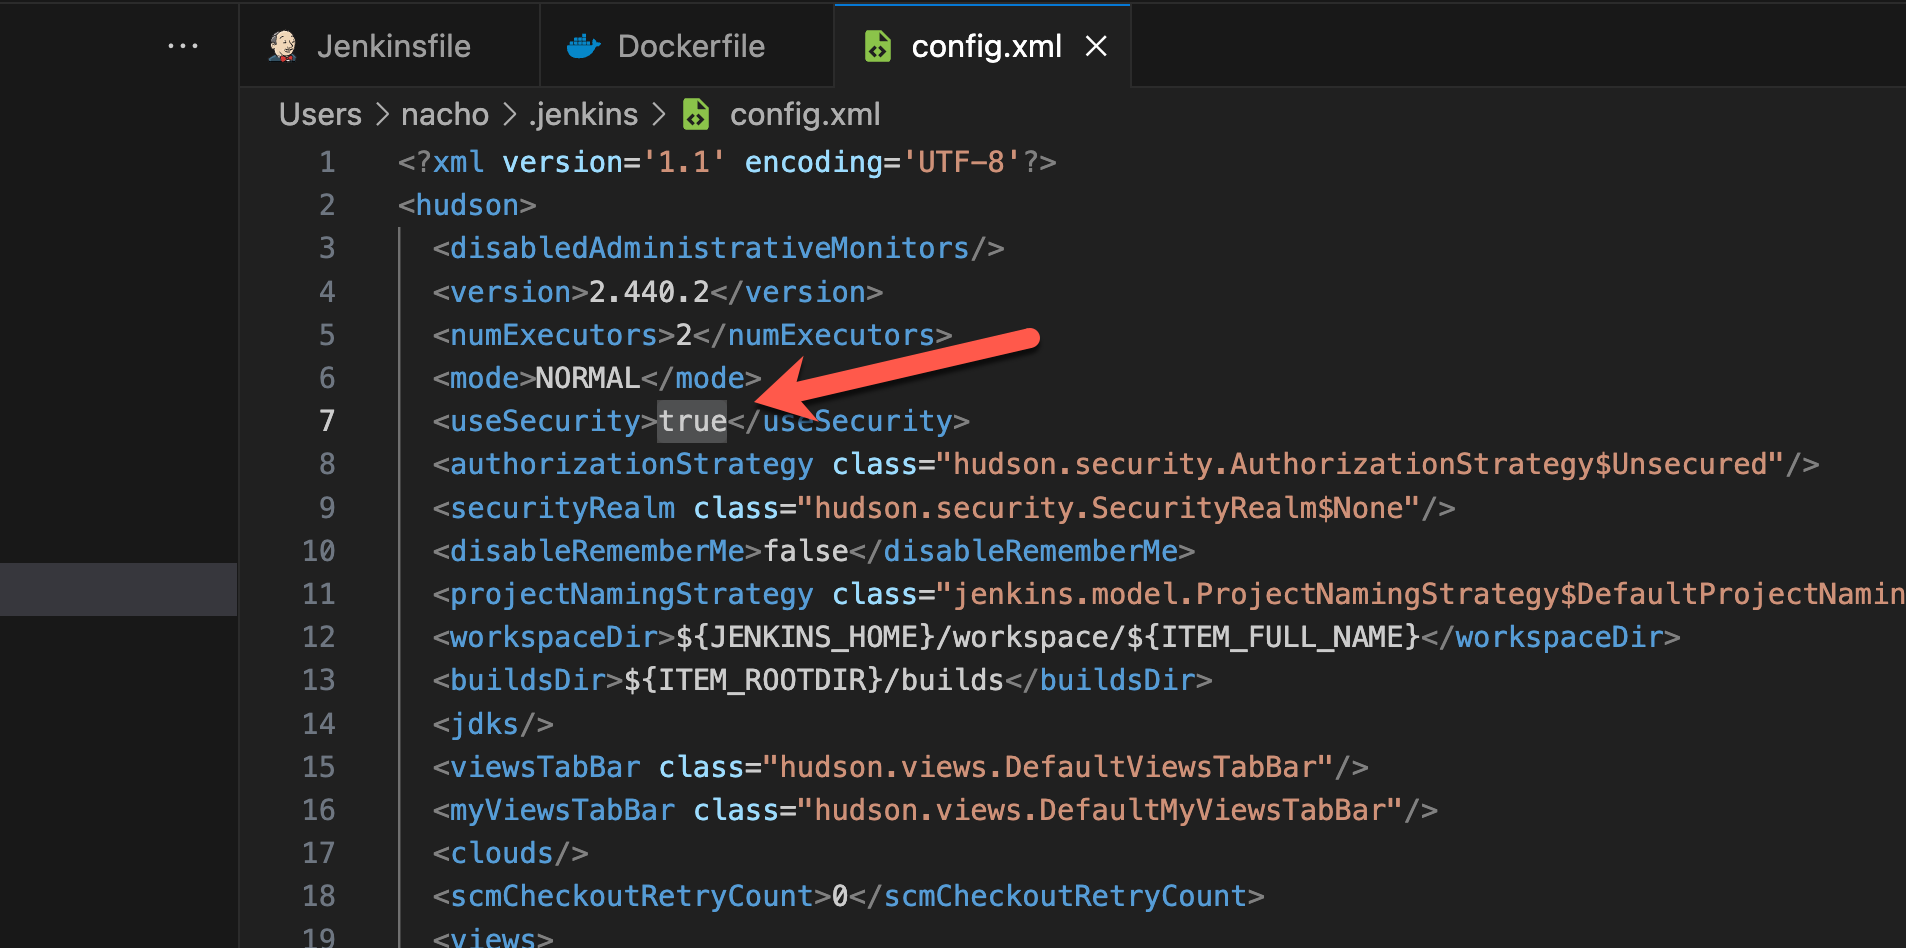 ...
Jenkinsfile
Dockerfile
config.xml
Users > nacho > .jenkins > config.xml
1 <?xml version='1.1' encoding='UTF-8'?>
2 <hudson>
3 <disabledAdministrativeMonitors/>
4 <version>2.440.2</version>
5 <numExecutors>2</numExecutors>
6 <mode>NORMAL</mode>
7 <useSecurity>true</useSecurity>
8 <authorizationStrategy class="hudson.security.AuthorizationStrategy$Unsecured"/>
9 <securityRealm class="hudson.security.SecurityRealm$None"/>
10 <disableRememberMe>false</disableRememberMe>
11 <projectNamingStrategy class="jenkins.model.ProjectNamingStrategy$DefaultProjectNamin
12 <workspaceDir>${JENKINS_HOME}/workspace/${ITEM_FULL_NAME}</workspaceDir>
13 <buildsDir>${ITEM_ROOTDIR}/builds</buildsDir>
14 <jdks/>
15 <viewsTabBar class="hudson.views.DefaultViewsTabBar"/>
16 <myViewsTabBar class="hudson.views.DefaultMyViewsTabBar"/>
17 <clouds/>
18 <scmCheckoutRetryCount>0</scmCheckoutRetryCount>
19 <views>